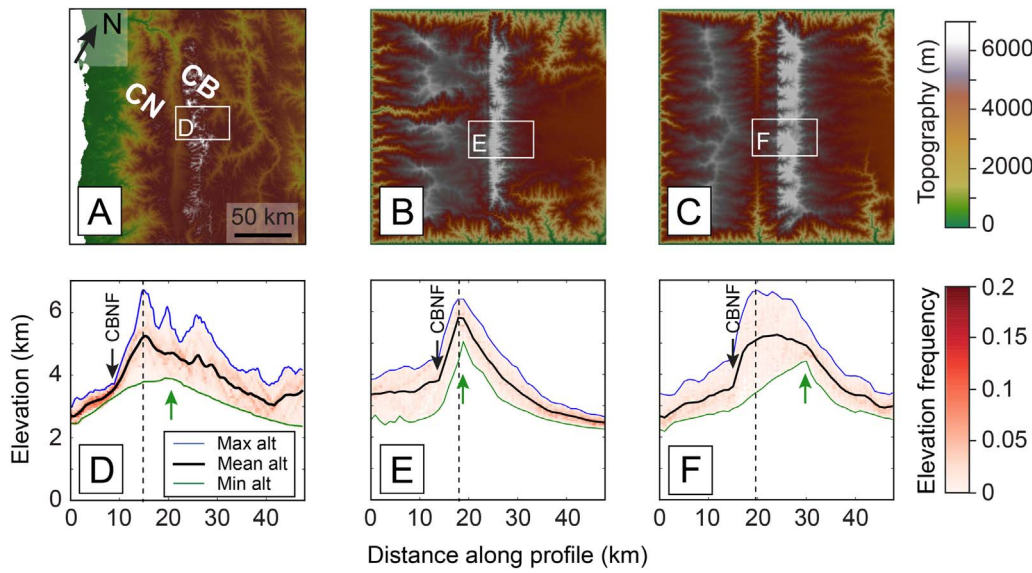 N
CN
CB
D
A
50 km
E
B
F
C
Topography (m)
6000
4000
2000
0
Elevation (km)
6
4
2
0
CBNF
Max alt
Mean alt
Min alt
D
0 10 20 30 40
CBNF
E
0 10 20 30 40
CBNF
F
0 10 20 30 40
Elevation frequency
0.2
0.15
0.1
0.05
0
Distance along profile (km)